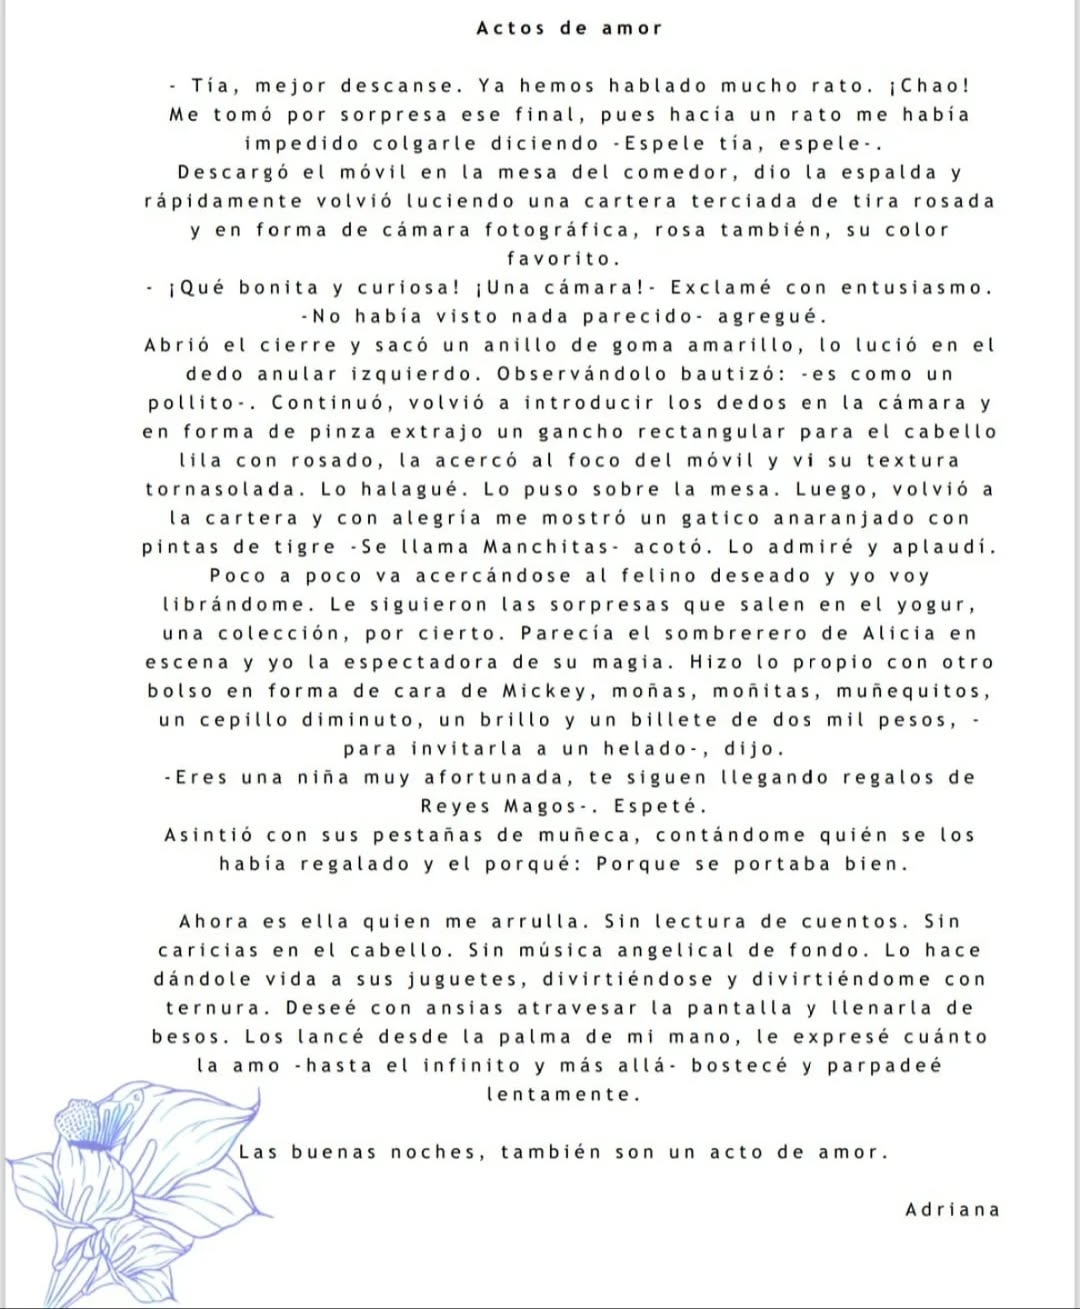 Actos de amor
- Tía, mejor descanse. Ya hemos hablado mucho rato. ¡Chao!
Me tomó por sorpresa ese final, pues hacía un rato me había
impedido colgarle diciendo -Espele tía, espele-.
Descargó el móvil en la mesa del comedor, dio la espalda y
rápidamente volvió luciendo una cartera terciada de tira rosada
y en forma de cámara fotográfica, rosa también, su color
favorito.
- ¡Qué bonita y curiosa! ¡Una cámara!- Exclamé con entusiasmo.
-No había visto nada parecido- agregué.
Abrió el cierre y sacó un anillo de goma amarillo, lo lució en el
dedo anular izquierdo. Observándolo bautizó: -es como un
pollito-. Continuó, volvió a introducir los dedos en la cámara y
en forma de pinza extrajo un gancho rectangular para el cabello
lila con rosado, la acercó al foco del móvil y vi su textura
tornasolada. Lo halagué. Lo puso sobre la mesa. Luego, volvió a
la cartera y con alegría me mostró un gatico anaranjado con
pintas de tigre -Se llama Manchitas- acotó. Lo admiré y aplaudí.
Poco a poco va acercándose al felino deseado y yo voy
librándome. Le siguieron las sorpresas que salen en el yogur,
una colección, por cierto. Parecía el sombrerero de Alicia en
escena y yo la espectadora de su magia. Hizo lo propio con otro
bolso en forma de cara de Mickey, moñas, moñitas, muñequitos,
un cepillo diminuto, un brillo y un billete de dos mil pesos, -
para invitarla a un helado-, dijo.
-Eres una niña muy afortunada, te siguen llegando regalos de
Reyes Magos-. Espeté.
Asintió con sus pestañas de muñeca, contándome quién se los
había regalado y el porqué: Porque se portaba bien.
Ahora es ella quien me arrulla. Sin lectura de cuentos. Sin
caricias en el cabello. Sin música angelical de fondo. Lo hace
dándole vida a sus juguetes, divirtiéndose y divirtiéndome con
ternura. Deseé con ansias atravesar la pantalla y llenarla de
besos. Los lancé desde la palma de mi mano, le expresé cuánto
la amo -hasta el infinito y más allá- bostecé y parpadeé
lentamente.
Las buenas noches, también son un acto de amor.
Adriana